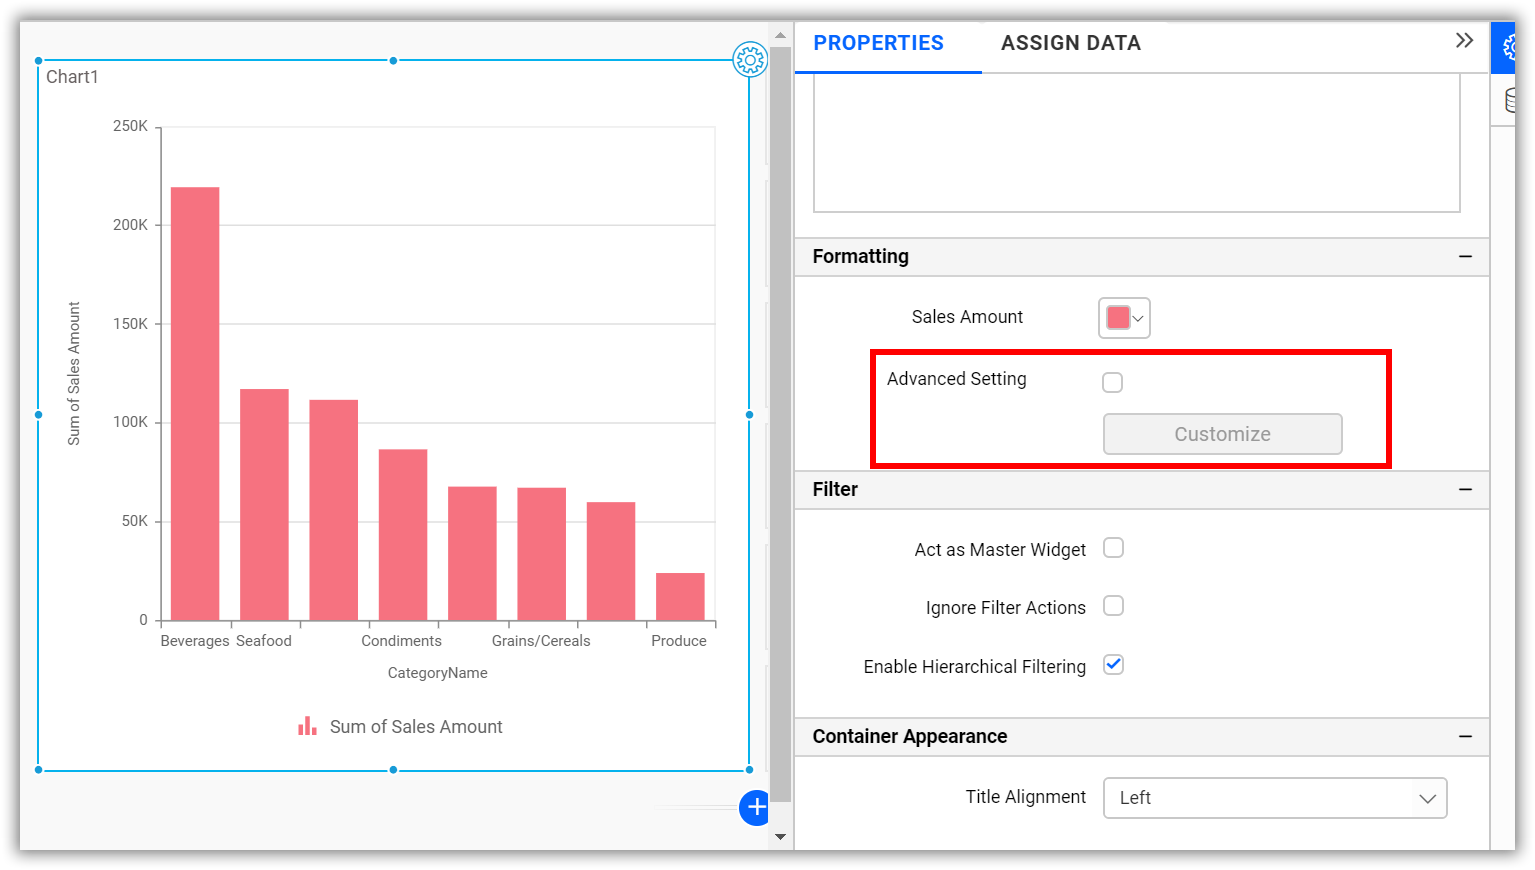 PROPERTIES ASSIGN DATA
Chart1
250K
200K
150K
100K
50K
0
Sum of Sales Amount
Beverages Seafood Condiments Grains/Cereals Produce
CategoryName
Sum of Sales Amount
Formatting
Sales Amount
Advanced Setting
Customize
Filter
Act as Master Widget
Ignore Filter Actions
Enable Hierarchical Filtering
Container Appearance
Title Alignment Left